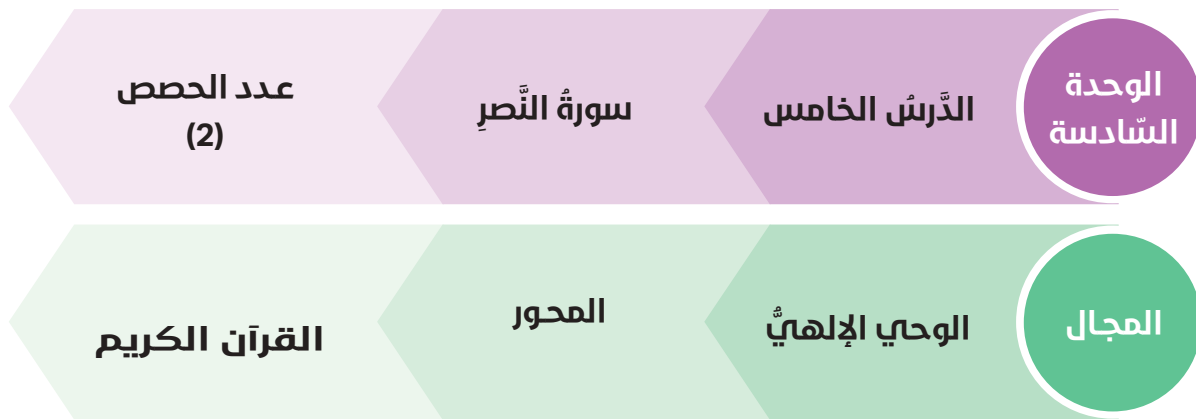 الوحدة
السّادسة
الدَّرسُ الخامس
سورةُ النَّصرِ
عدد الحصص
(2)
المجال
الوحي الإلهيُّ
المحور
القرآن الكريم